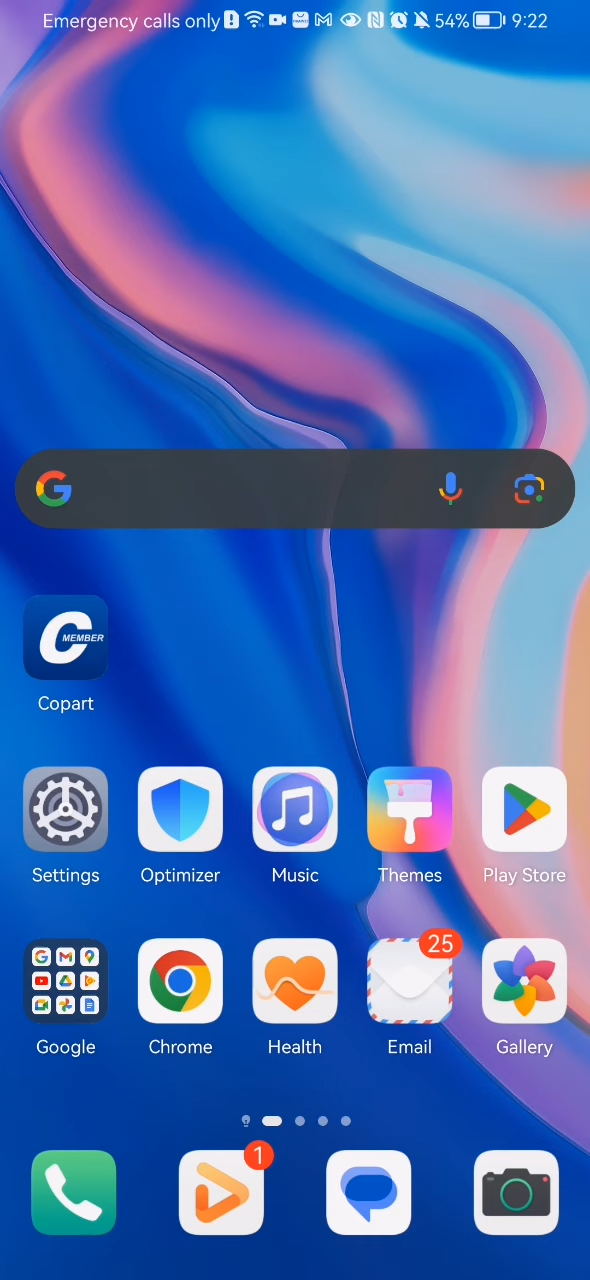 Emergency calls only 54% 9:22
C MEMBER
Copart
Settings Optimizer Music Themes Play Store
25
Google Chrome Health Email Gallery
1